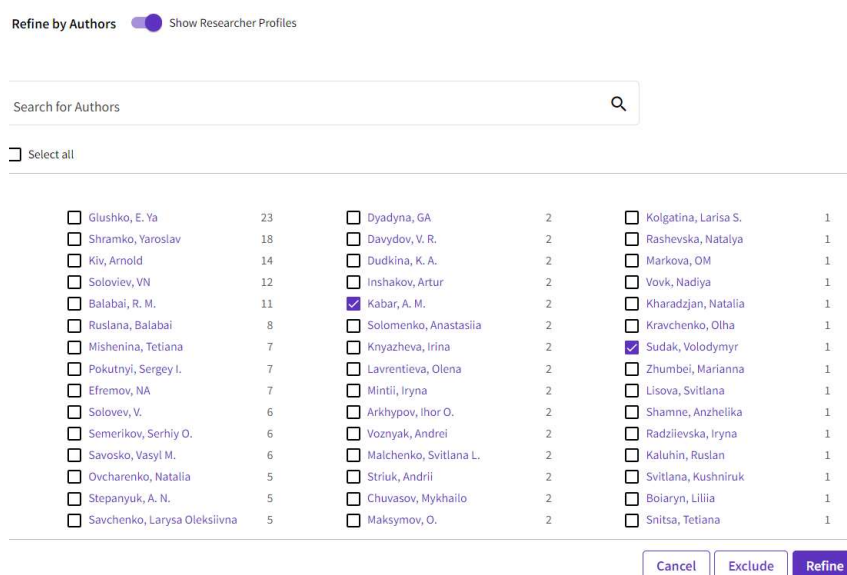 Refine by Authors Show Researcher Profiles
Search for Authors
Select all
Glushko, E. Ya 23 Dyadyna, GA 2 Kolgatina, Larisa S. 1
Shramko, Yaroslav 18 Davydov, V. R. 2 Rashevska, Natalya 1
Kiv, Arnold 14 Dudkina, K. A. 2 Markova, OM 1
Soloviev, VN 12 Inshakov, Artur 2 Vovk, Nadiya 1
Balabai, R. M. 11 Kabar, A. M. 2 Kharadzjan, Natalia 1
Ruslana, Balabai 8 Solomenko, Anastasiia 2 Kravchenko, Olha 1
Mishenina, Tetiana 7 Knyazheva, Irina 2 Sudak, Volodymyr 1
Pokutnyi, Sergey I. 7 Lavrentieva, Olena 2 Zhumbei, Marianna 1
Efremov, NA 7 Mintii, Iryna 2 Lisova, Svitlana 1
Solovev, V. 6 Arkhypov, Ihor O. 2 Shamne, Anzhelika 1
Semerikov, Serhiy O. 6 Voznyak, Andrei 2 Radziievska, Iryna 1
Savosko, Vasyl M. 6 Malchenko, Svitlana L. 2 Kaluhin, Ruslan 1
Ovcharenko, Natalia 5 Striuk, Andrii 2 Svitlana, Kushniruk 1
Stepanyuk, A. N. 5 Chuvasov, Mykhailo 2 Boiaryn, Liliia 1
Savchenko, Larysa Oleksiivna 5 Maksymov, O. 2 Snitsa, Tetiana 1
Cancel Exclude Refine